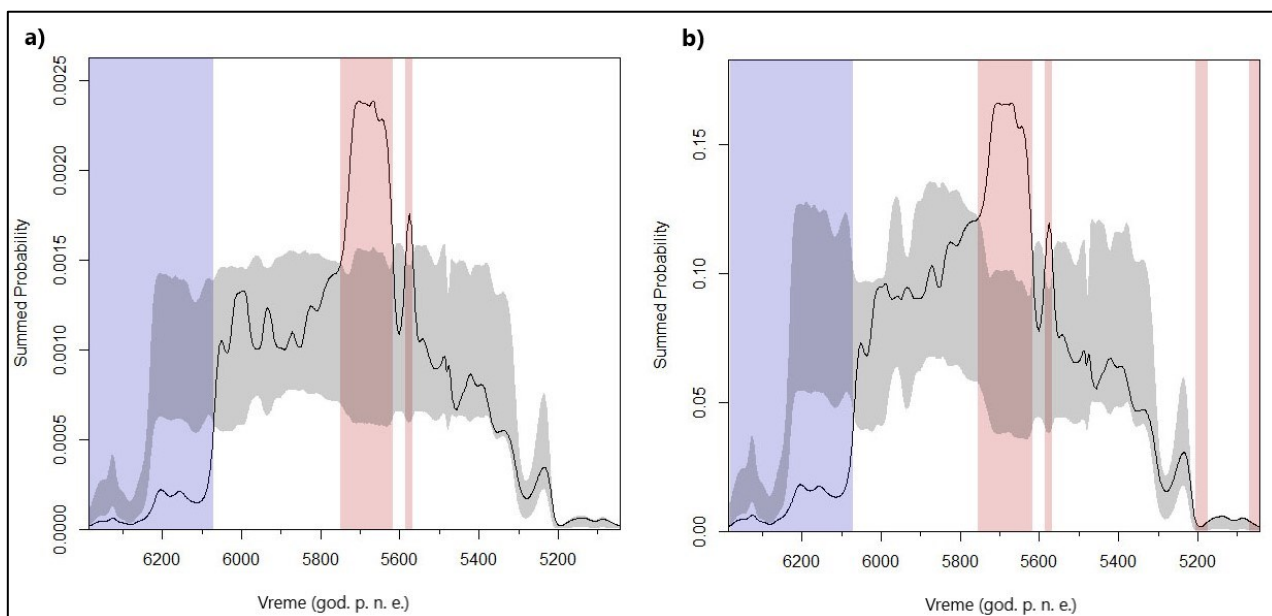 a)
Summed Probability
0.0000 0.0005 0.0010 0.0015 0.0020 0.0025
6200 6000 5800 5600 5400 5200
Vreme (god. p. n. e.)
b)
Summed Probability
0.00 0.05 0.10 0.15
6200 6000 5800 5600 5400 5200
Vreme (god. p. n. e.)